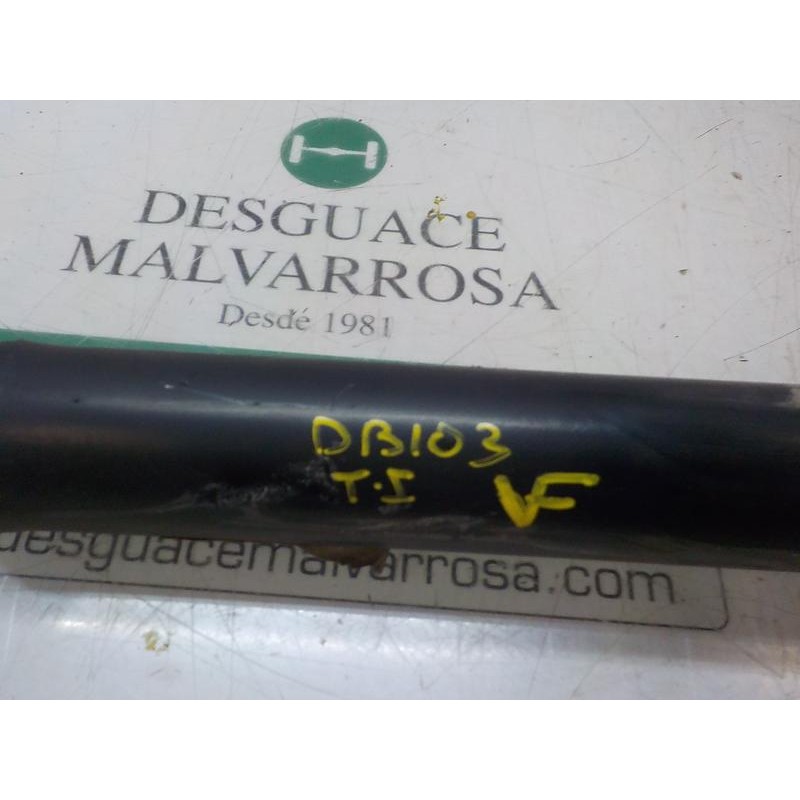 DESGUACE
MALVARROSA
Desdé 1981
DB103
T.I VF
desguacemalvarrosa.com